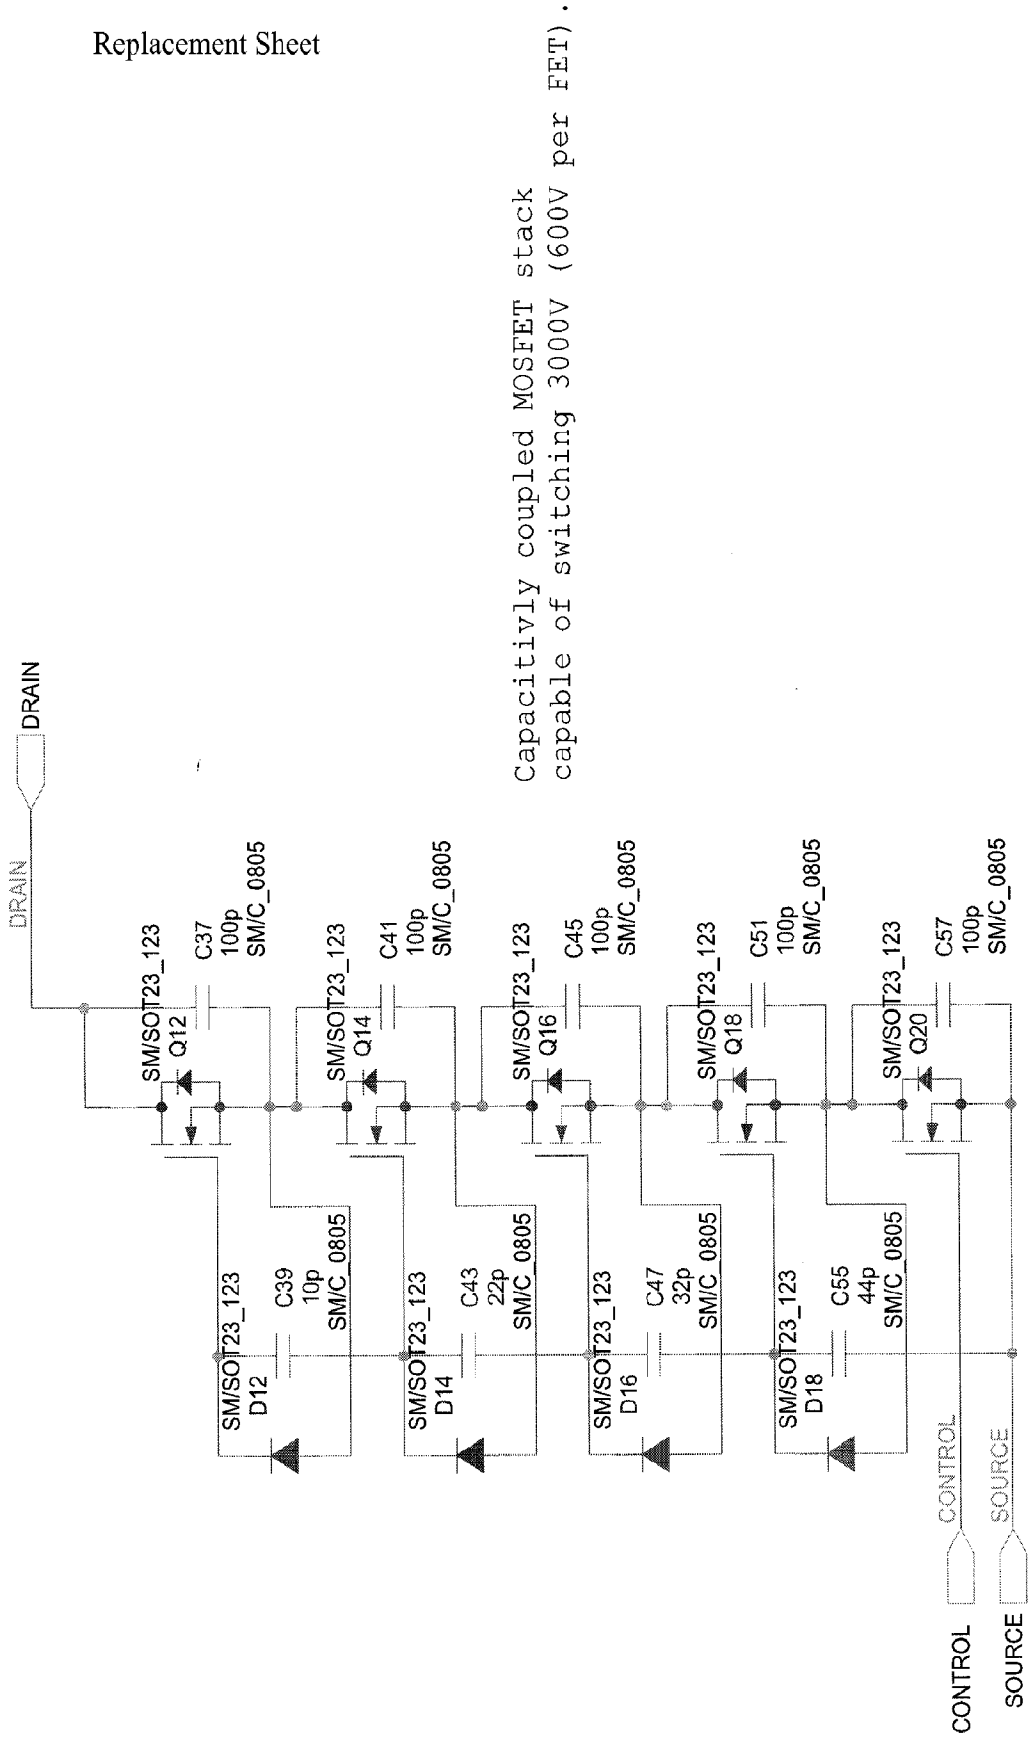 Replacement Sheet
Capacitivly coupled MOSFET stack
capable of switching 3000V (600V per FET).
DRAIN
DRAIN
SM/SOT23_123
Q12
C37
100p
SM/C_0805
SM/SOT23_123
D12
C39
10p
SM/C_0805
SM/SOT23_123
Q14
C41
100p
SM/C_0805
SM/SOT23_123
D14
C43
22p
SM/C_0805
SM/SOT23_123
Q16
C45
100p
SM/C_0805
SM/SOT23_123
D16
C47
32p
SM/C_0805
SM/SOT23_123
Q18
C51
100p
SM/C_0805
SM/SOT23_123
D18
C55
44p
SM/C_0805
SM/SOT23_123
Q20
C57
100p
SM/C_0805
CONTROL
CONTROL
SOURCE
SOURCE